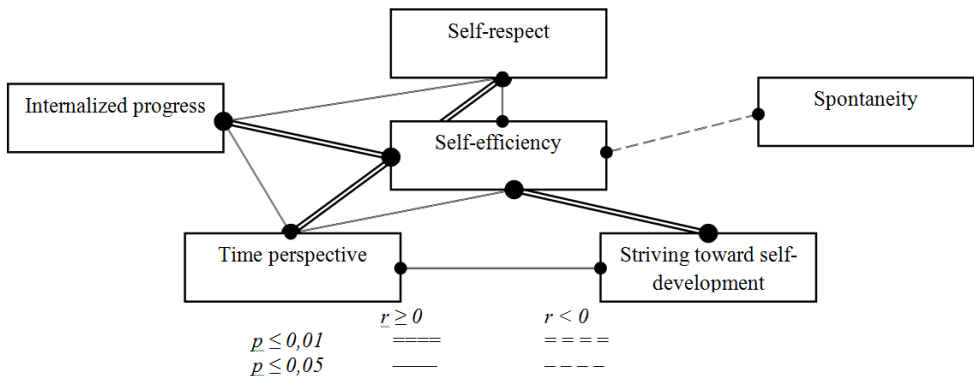 Self-respect
Internalized progress
Spontaneity
Self-efficiency
Time perspective
Striving toward self-
development
r ≥ 0 r < 0
p ≤ 0,01 ==== = = = =
p ≤ 0,05 —— – – – –